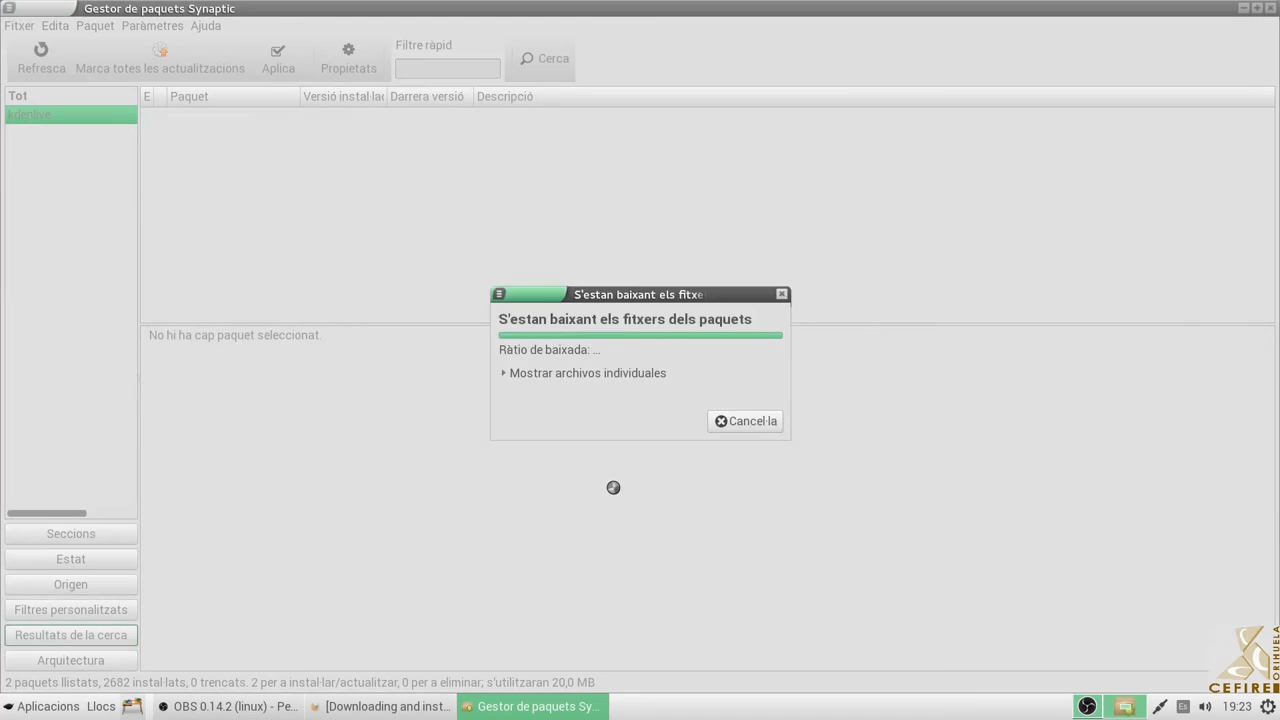 Gestor de paquets Synaptic
Fitxer Edita Paquet Paràmetres Ajuda
Refresca Marca totes les actualitzacions Aplica Propietats Filtre ràpid Cerca
Tot
kdenlive
E Paquet Versió instal·lac Darrera versió Descripció
No hi ha cap paquet seleccionat.
S'estan baixant els fitxe
S'estan baixant els fitxers dels paquets
Ràtio de baixada: ...
Mostrar archivos individuales
Cancel·la
Seccions
Estat
Origen
Filtres personalitzats
Resultats de la cerca
Arquitectura
2 paquets llistats, 2682 instal·lats, 0 trencats. 2 per a instal·lar/actualitzar, 0 per a eliminar; s'utilitzaran 20,0 MB
CEFIRE
ORIHUELA
Aplicacions Llocs OBS 0.14.2 (linux) - Pe... [Downloading and inst... Gestor de paquets Sy... Es 19:23